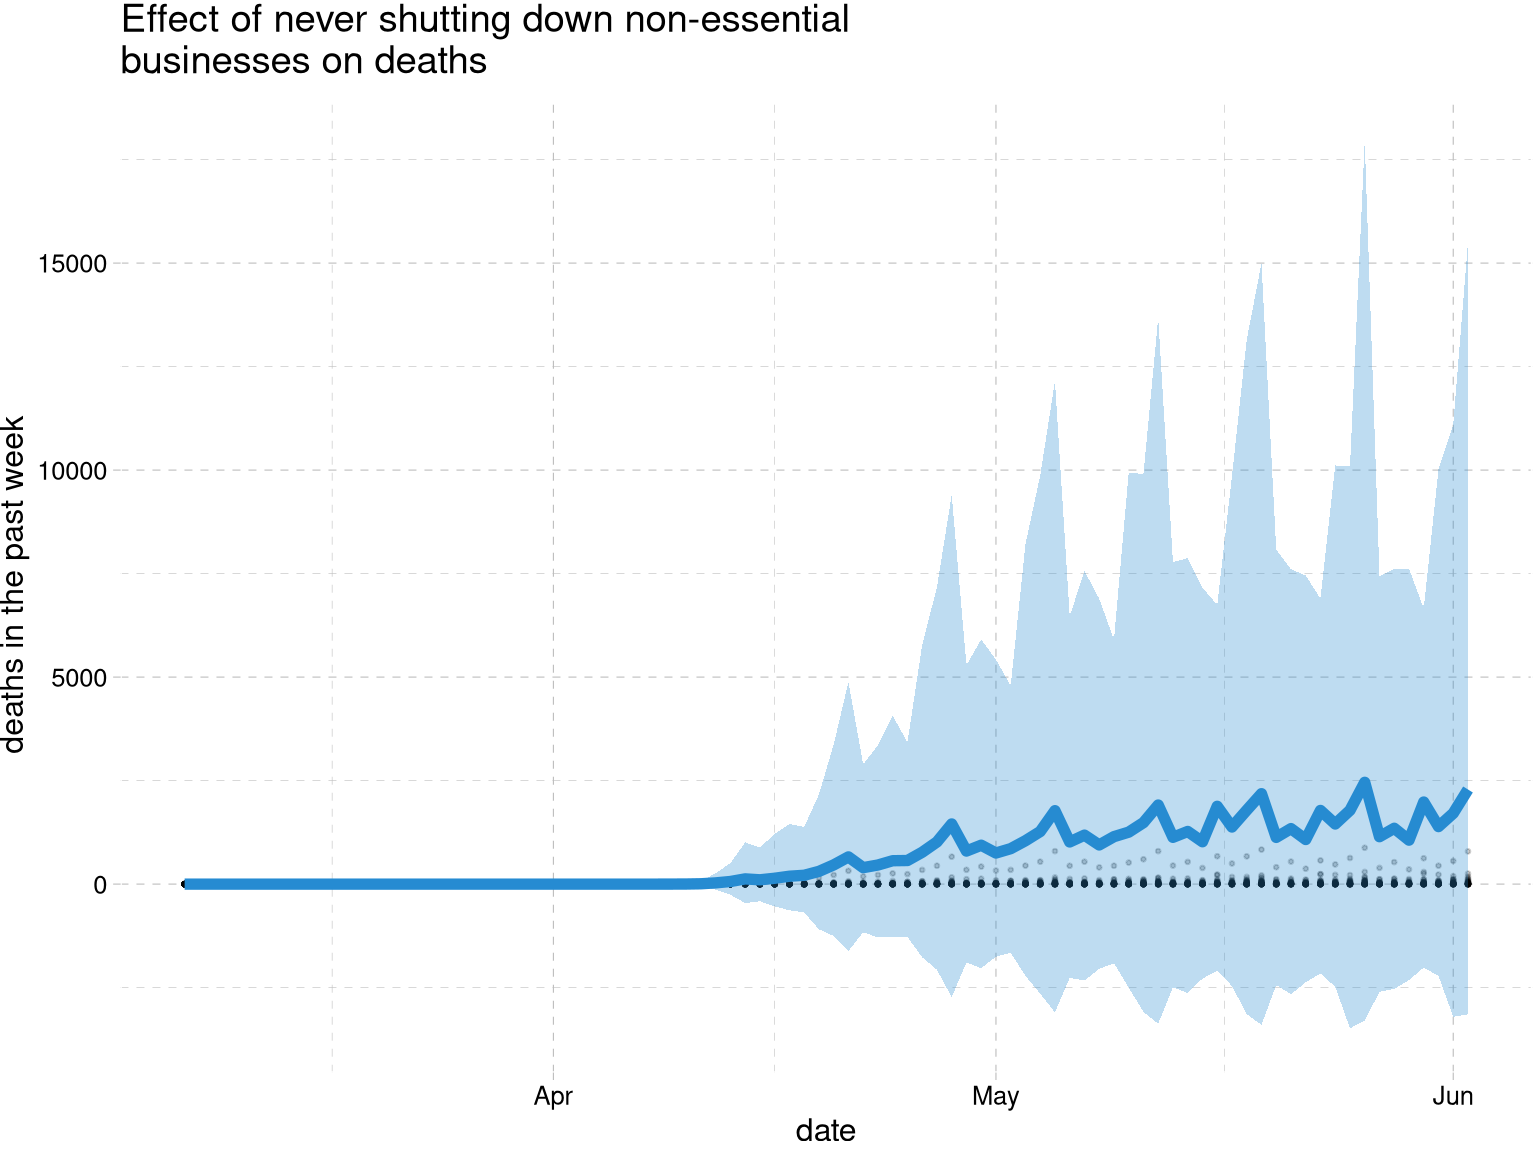 Effect of never shutting down non-essential
businesses on deaths
deaths in the past week
15000
10000
5000
0
Apr
May
Jun
date